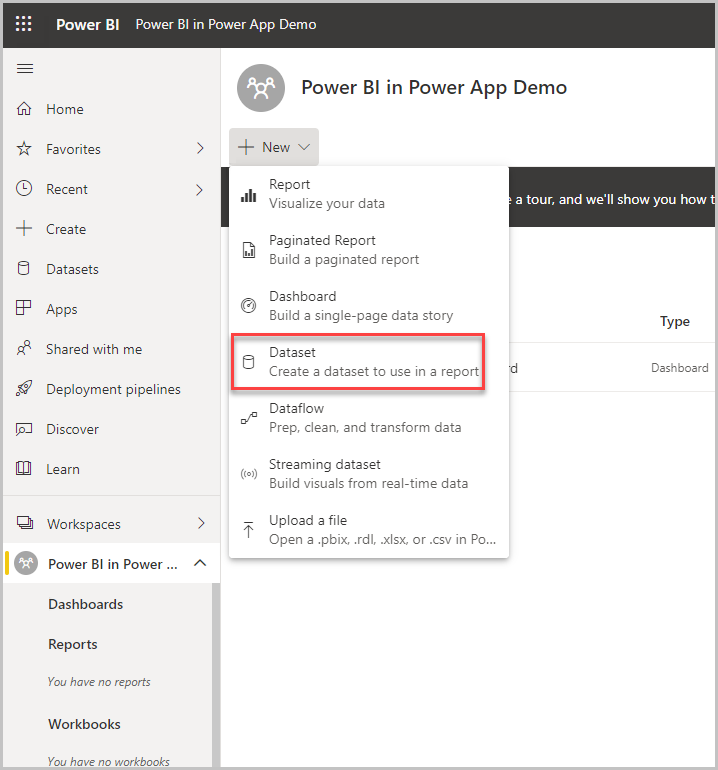 Power BI Power BI in Power App Demo
Power BI in Power App Demo
New
Home
Favorites
Recent
Create
Datasets
Apps
Shared with me
Deployment pipelines
Discover
Learn
Workspaces
Power BI in Power ...
Dashboards
Reports
You have no reports
Workbooks
You have no workbooks
Report
Visualize your data
Paginated Report
Build a paginated report
Dashboard
Build a single-page data story
Dataset
Create a dataset to use in a report
Dataflow
Prep, clean, and transform data
Streaming dataset
Build visuals from real-time data
Upload a file
Open a .pbix, .rdl, .xlsx, or .csv in Po...
a tour, and we'll show you how t
Type
Dashboard